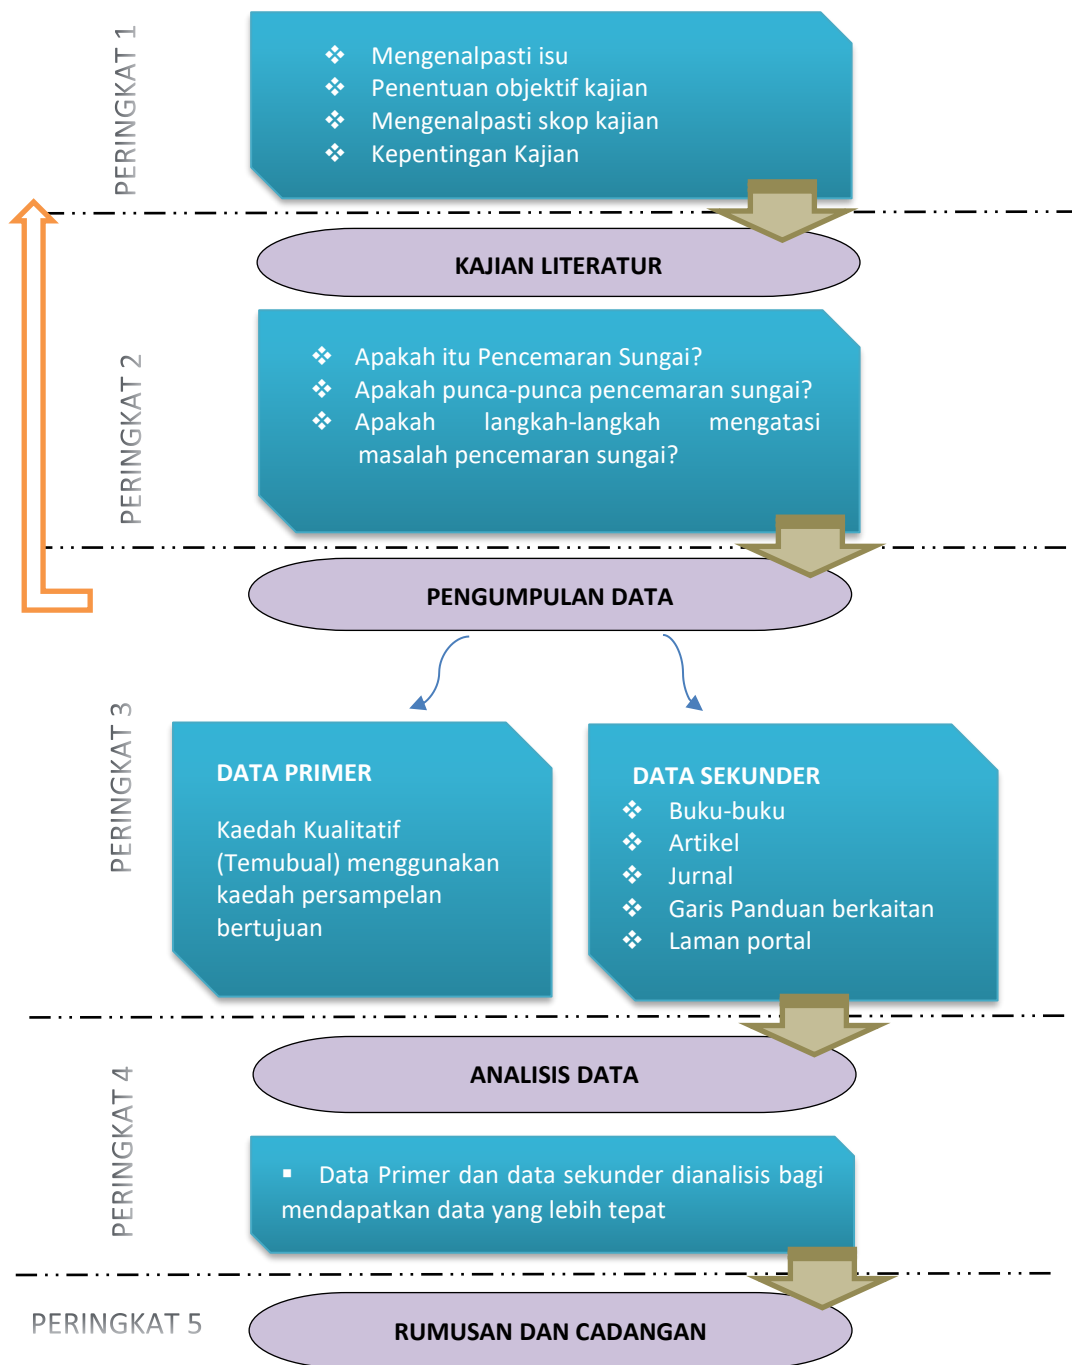 PERINGKAT 1
❖ Mengenalpasti isu
❖ Penentuan objektif kajian
❖ Mengenalpasti skop kajian
❖ Kepentingan Kajian
PERINGKAT 2
KAJIAN LITERATUR
❖ Apakah itu Pencemaran Sungai?
❖ Apakah punca-punca pencemaran sungai?
❖ Apakah langkah-langkah mengatasi
masalah pencemaran sungai?
PERINGKAT 3
PENGUMPULAN DATA
DATA PRIMER
Kaedah Kualitatif
(Temubual) menggunakan
kaedah persampelan
bertujuan
DATA SEKUNDER
❖ Buku-buku
❖ Artikel
❖ Jurnal
❖ Garis Panduan berkaitan
❖ Laman portal
PERINGKAT 4
ANALISIS DATA
▪ Data Primer dan data sekunder dianalisis bagi
mendapatkan data yang lebih tepat
PERINGKAT 5
RUMUSAN DAN CADANGAN